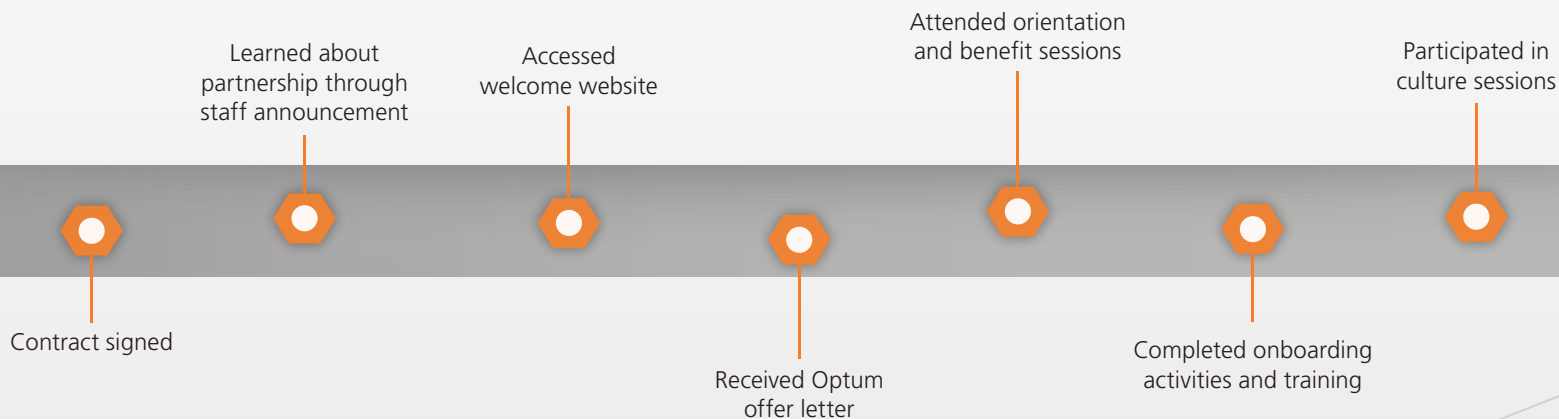 Contract signed
Learned about
partnership through
staff announcement
Accessed
welcome website
Received Optum
offer letter
Attended orientation
and benefit sessions
Completed onboarding
activities and training
Participated in
culture sessions